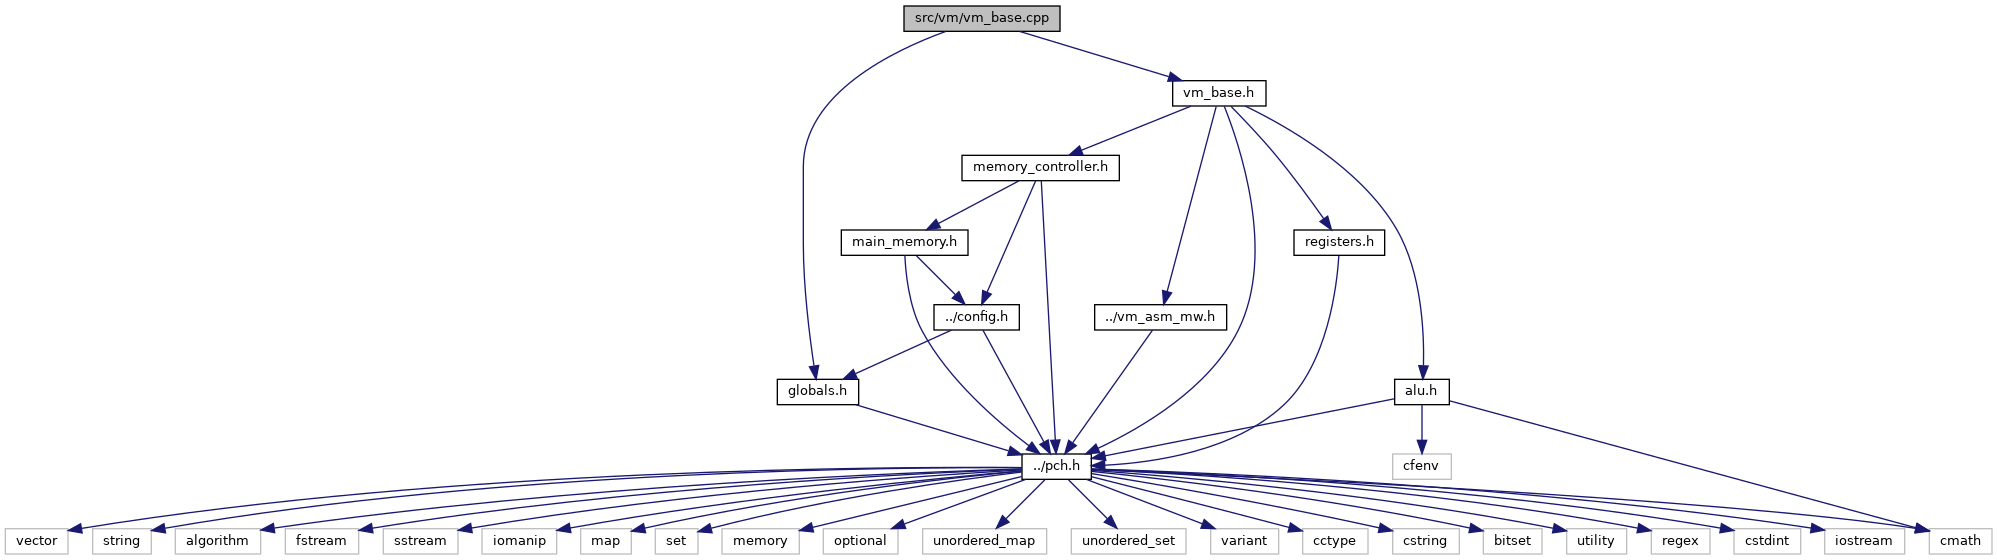 src/vm/vm_base.cpp
vm_base.h
memory_controller.h
main_memory.h
registers.h
../config.h
../vm_asm_mw.h
globals.h
alu.h
../pch.h
cfenv
vector
string
algorithm
fstream
sstream
iomanip
map
set
memory
optional
unordered_map
unordered_set
variant
cctype
cstring
bitset
utility
regex
cstdint
iostream
cmath